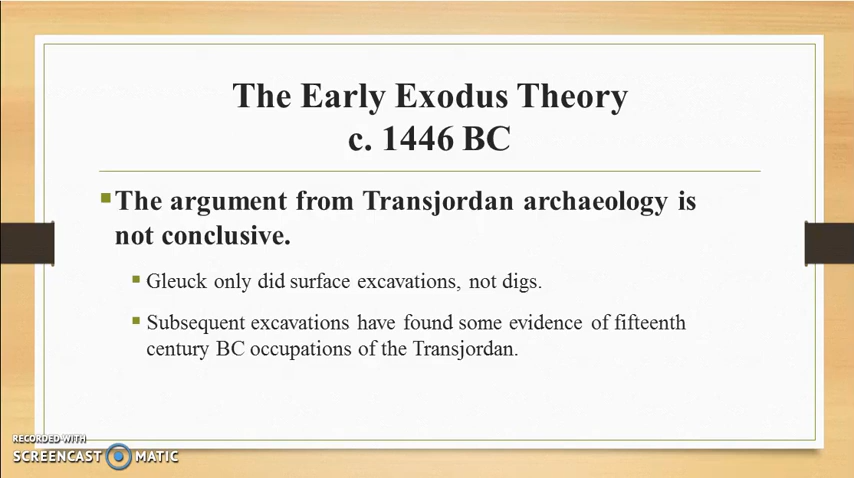 The Early Exodus Theory
c. 1446 BC
The argument from Transjordan archaeology is
not conclusive.
Gleuck only did surface excavations, not digs.
Subsequent excavations have found some evidence of fifteenth
century BC occupations of the Transjordan.
RECORDED WITH
SCREENCAST MATIC